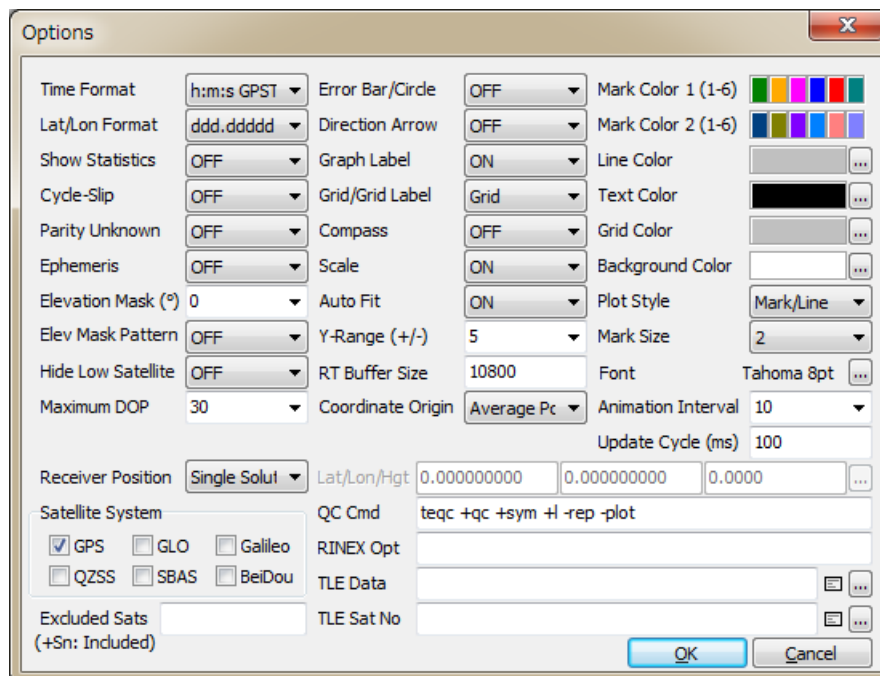 Options
Time Format h:m:s GPST Error Bar/Circle OFF Mark Color 1 (1-6)
Lat/Lon Format ddd.ddddd Direction Arrow OFF Mark Color 2 (1-6)
Show Statistics OFF Graph Label ON Line Color ...
Cycle-Slip OFF Grid/Grid Label Grid Text Color ...
Parity Unknown OFF Compass OFF Grid Color ...
Ephemeris OFF Scale ON Background Color ...
Elevation Mask (°) 0 Auto Fit ON Plot Style Mark/Line
Elev Mask Pattern OFF Y-Range (+/-) 5 Mark Size 2
Hide Low Satellite OFF RT Buffer Size 10800 Font Tahoma 8pt ...
Maximum DOP 30 Coordinate Origin Average Pc Animation Interval 10
Update Cycle (ms) 100
Receiver Position Single Solut Lat/Lon/Hgt 0.000000000 0.000000000 0.0000 ...
Satellite System QC Cmd teqc +qc +sym +l -rep -plot
GPS GLO Galileo RINEX Opt
QZSS SBAS BeiDou TLE Data ...
Excluded Sats TLE Sat No ...
(+Sn: Included)
OK Cancel